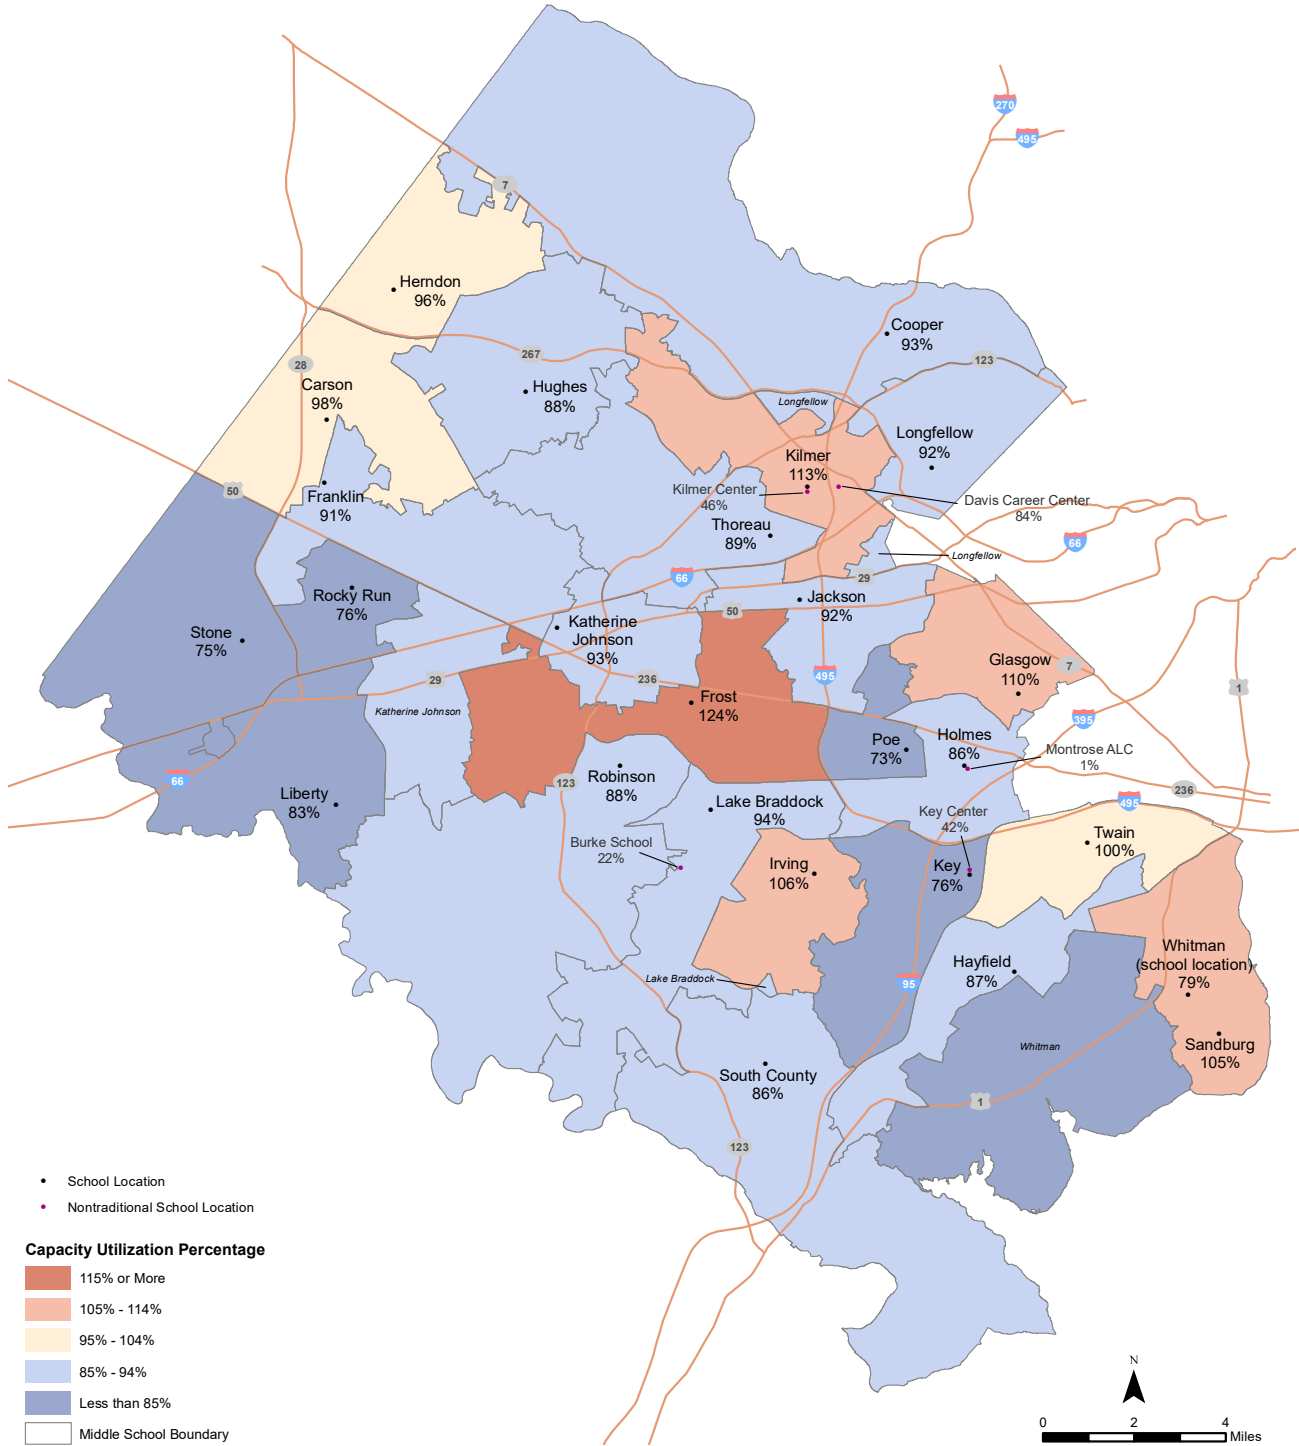 270
495
7
Herndon
96%
Cooper
93%
267
123
28
Carson
98%
Hughes
88%
Longfellow
Longfellow
92%
Kilmer
113%
Kilmer Center
46%
Davis Career Center
84%
50
Franklin
91%
Thoreau
89%
66
Longfellow
66
29
Rocky Run
76%
Jackson
92%
50
Katherine
Johnson
93%
Stone
75%
Glasgow
110%
7
29
236
495
1
Frost
124%
Katherine Johnson
395
Poe
73%
Holmes
86%
Montrose ALC
1%
66
Robinson
88%
123
236
Liberty
83%
Lake Braddock
94%
495
Key Center
42%
Twain
100%
Burke School
22%
Irving
106%
Key
76%
Whitman
(school location)
79%
Hayfield
87%
Lake Braddock
95
Sandburg
105%
Whitman
South County
86%
1
123
School Location
Nontraditional School Location
Capacity Utilization Percentage
115% or More
105% - 114%
95% - 104%
85% - 94%
Less than 85%
Middle School Boundary
N
0 2 4
Miles